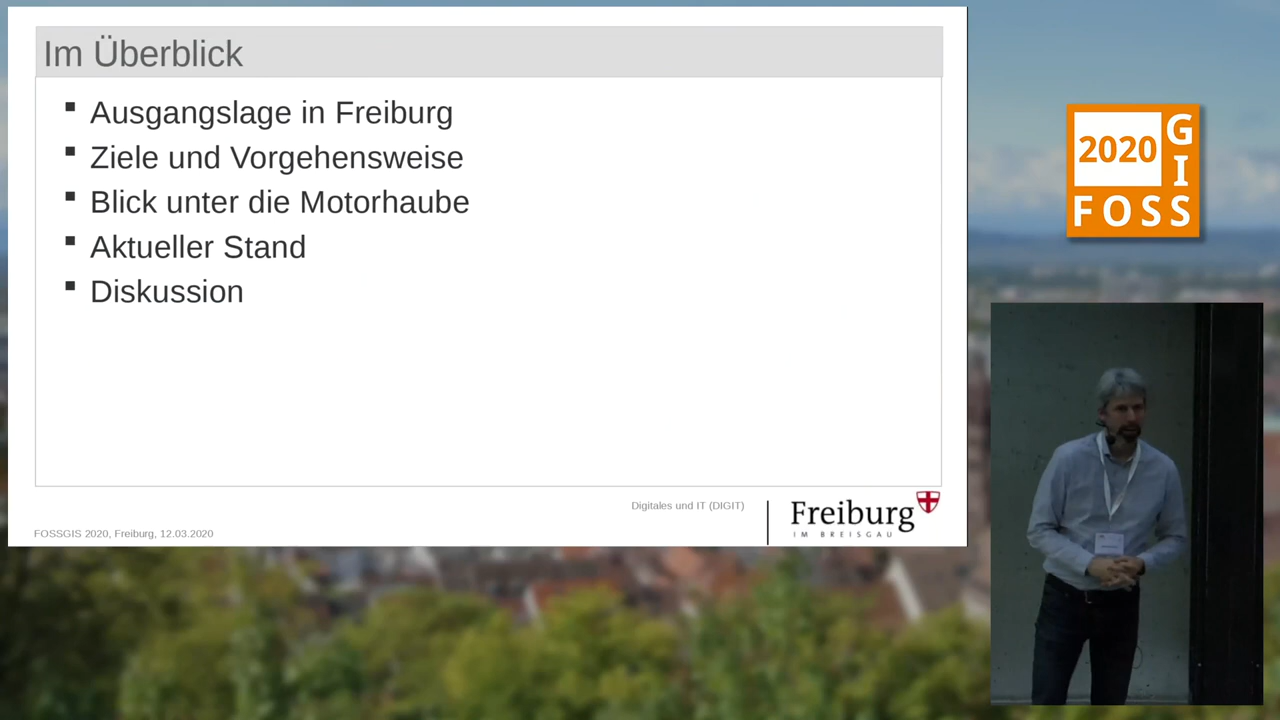 Im Überblick
Ausgangslage in Freiburg
Ziele und Vorgehensweise
Blick unter die Motorhaube
Aktueller Stand
Diskussion
Digitales und IT (DIGIT)
Freiburg
IM BREISGAU
FOSSGIS 2020, Freiburg, 12.03.2020
2020
G
I
FOSS